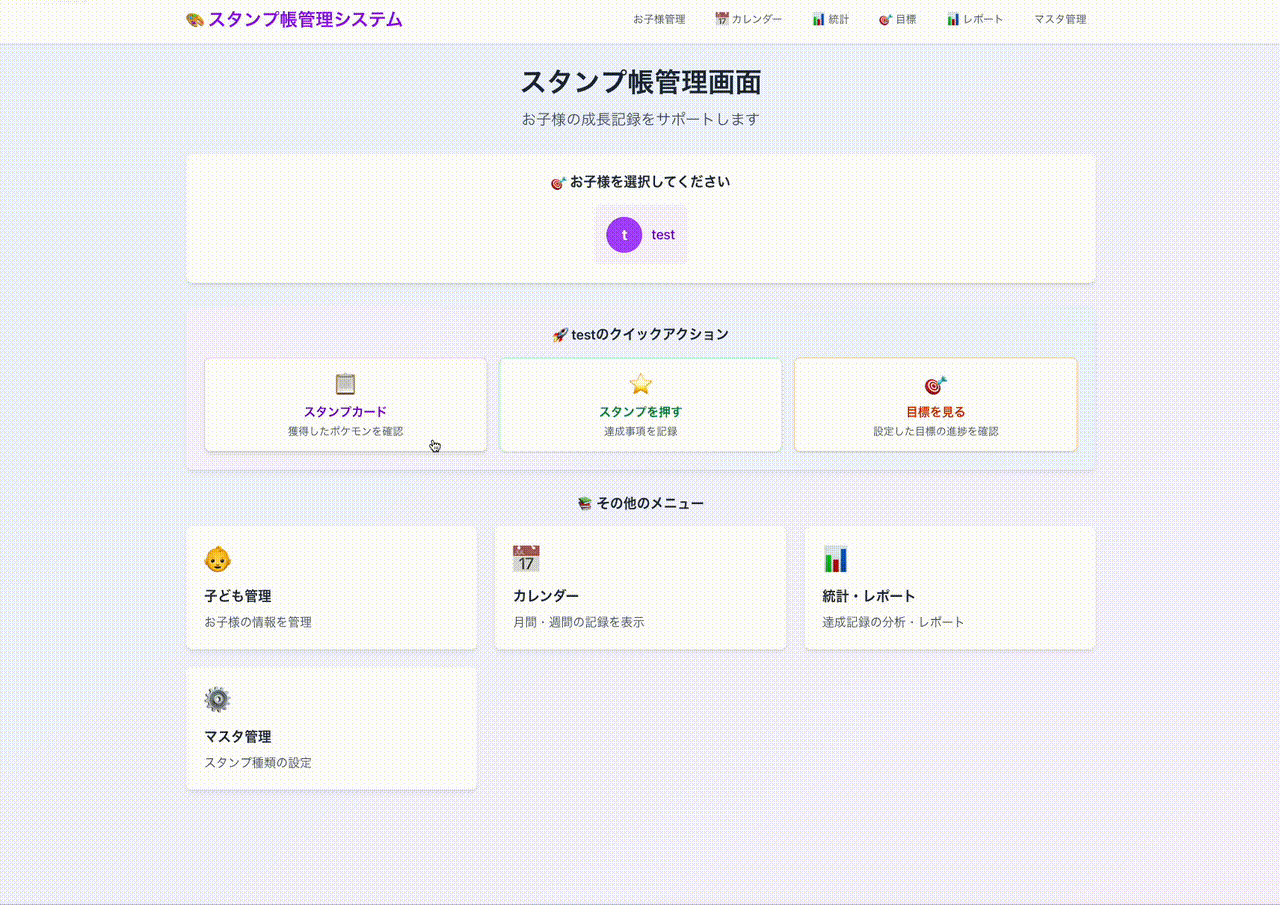 スタンプ帳管理システム
お子様管理
カレンダー
統計
目標
レポート
マスタ管理
スタンプ帳管理画面
お子様の成長記録をサポートします
お子様を選択してください
t
test
testのクイックアクション
スタンプカード
獲得したポケモンを確認
スタンプを押す
達成事項を記録
目標を見る
設定した目標の進捗を確認
その他のメニュー
17
子ども管理
お子様の情報を管理
カレンダー
月間・週間の記録を表示
統計・レポート
達成記録の分析・レポート
マスタ管理
スタンプ種類の設定